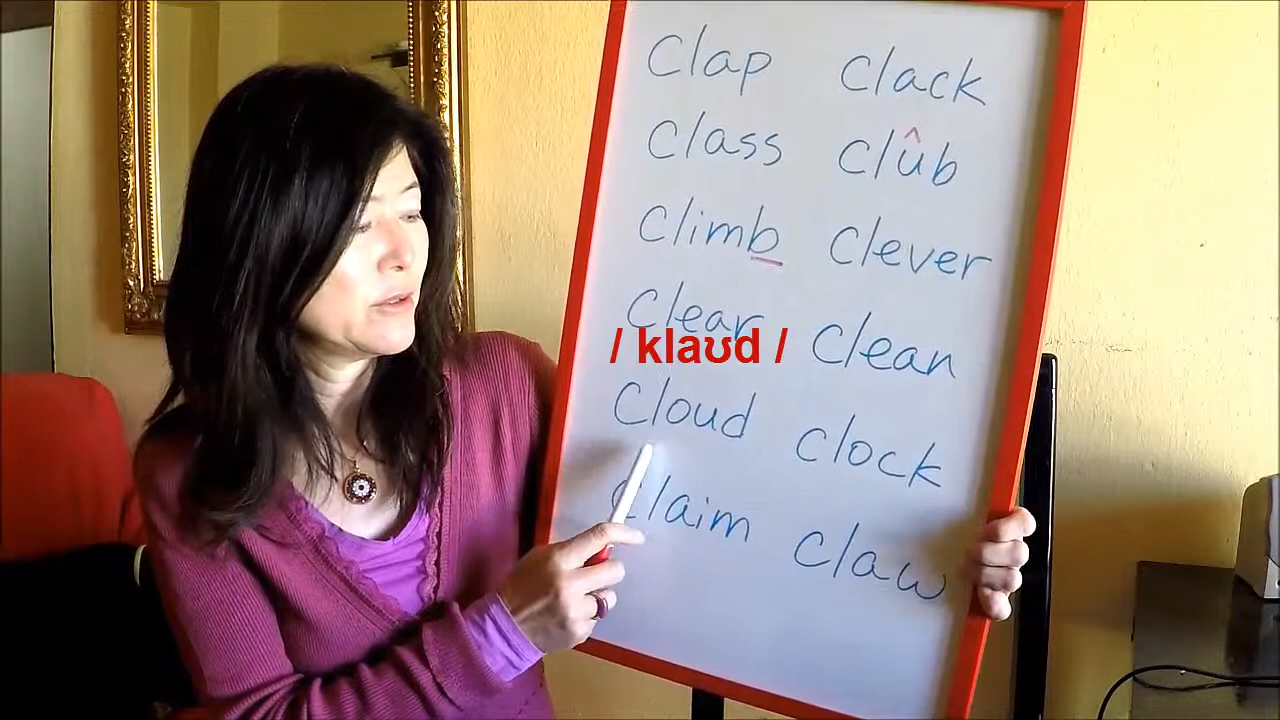 clap clack
class clûb
climb clever
clear clean
/ klaʊd /
cloud clock
claim claw